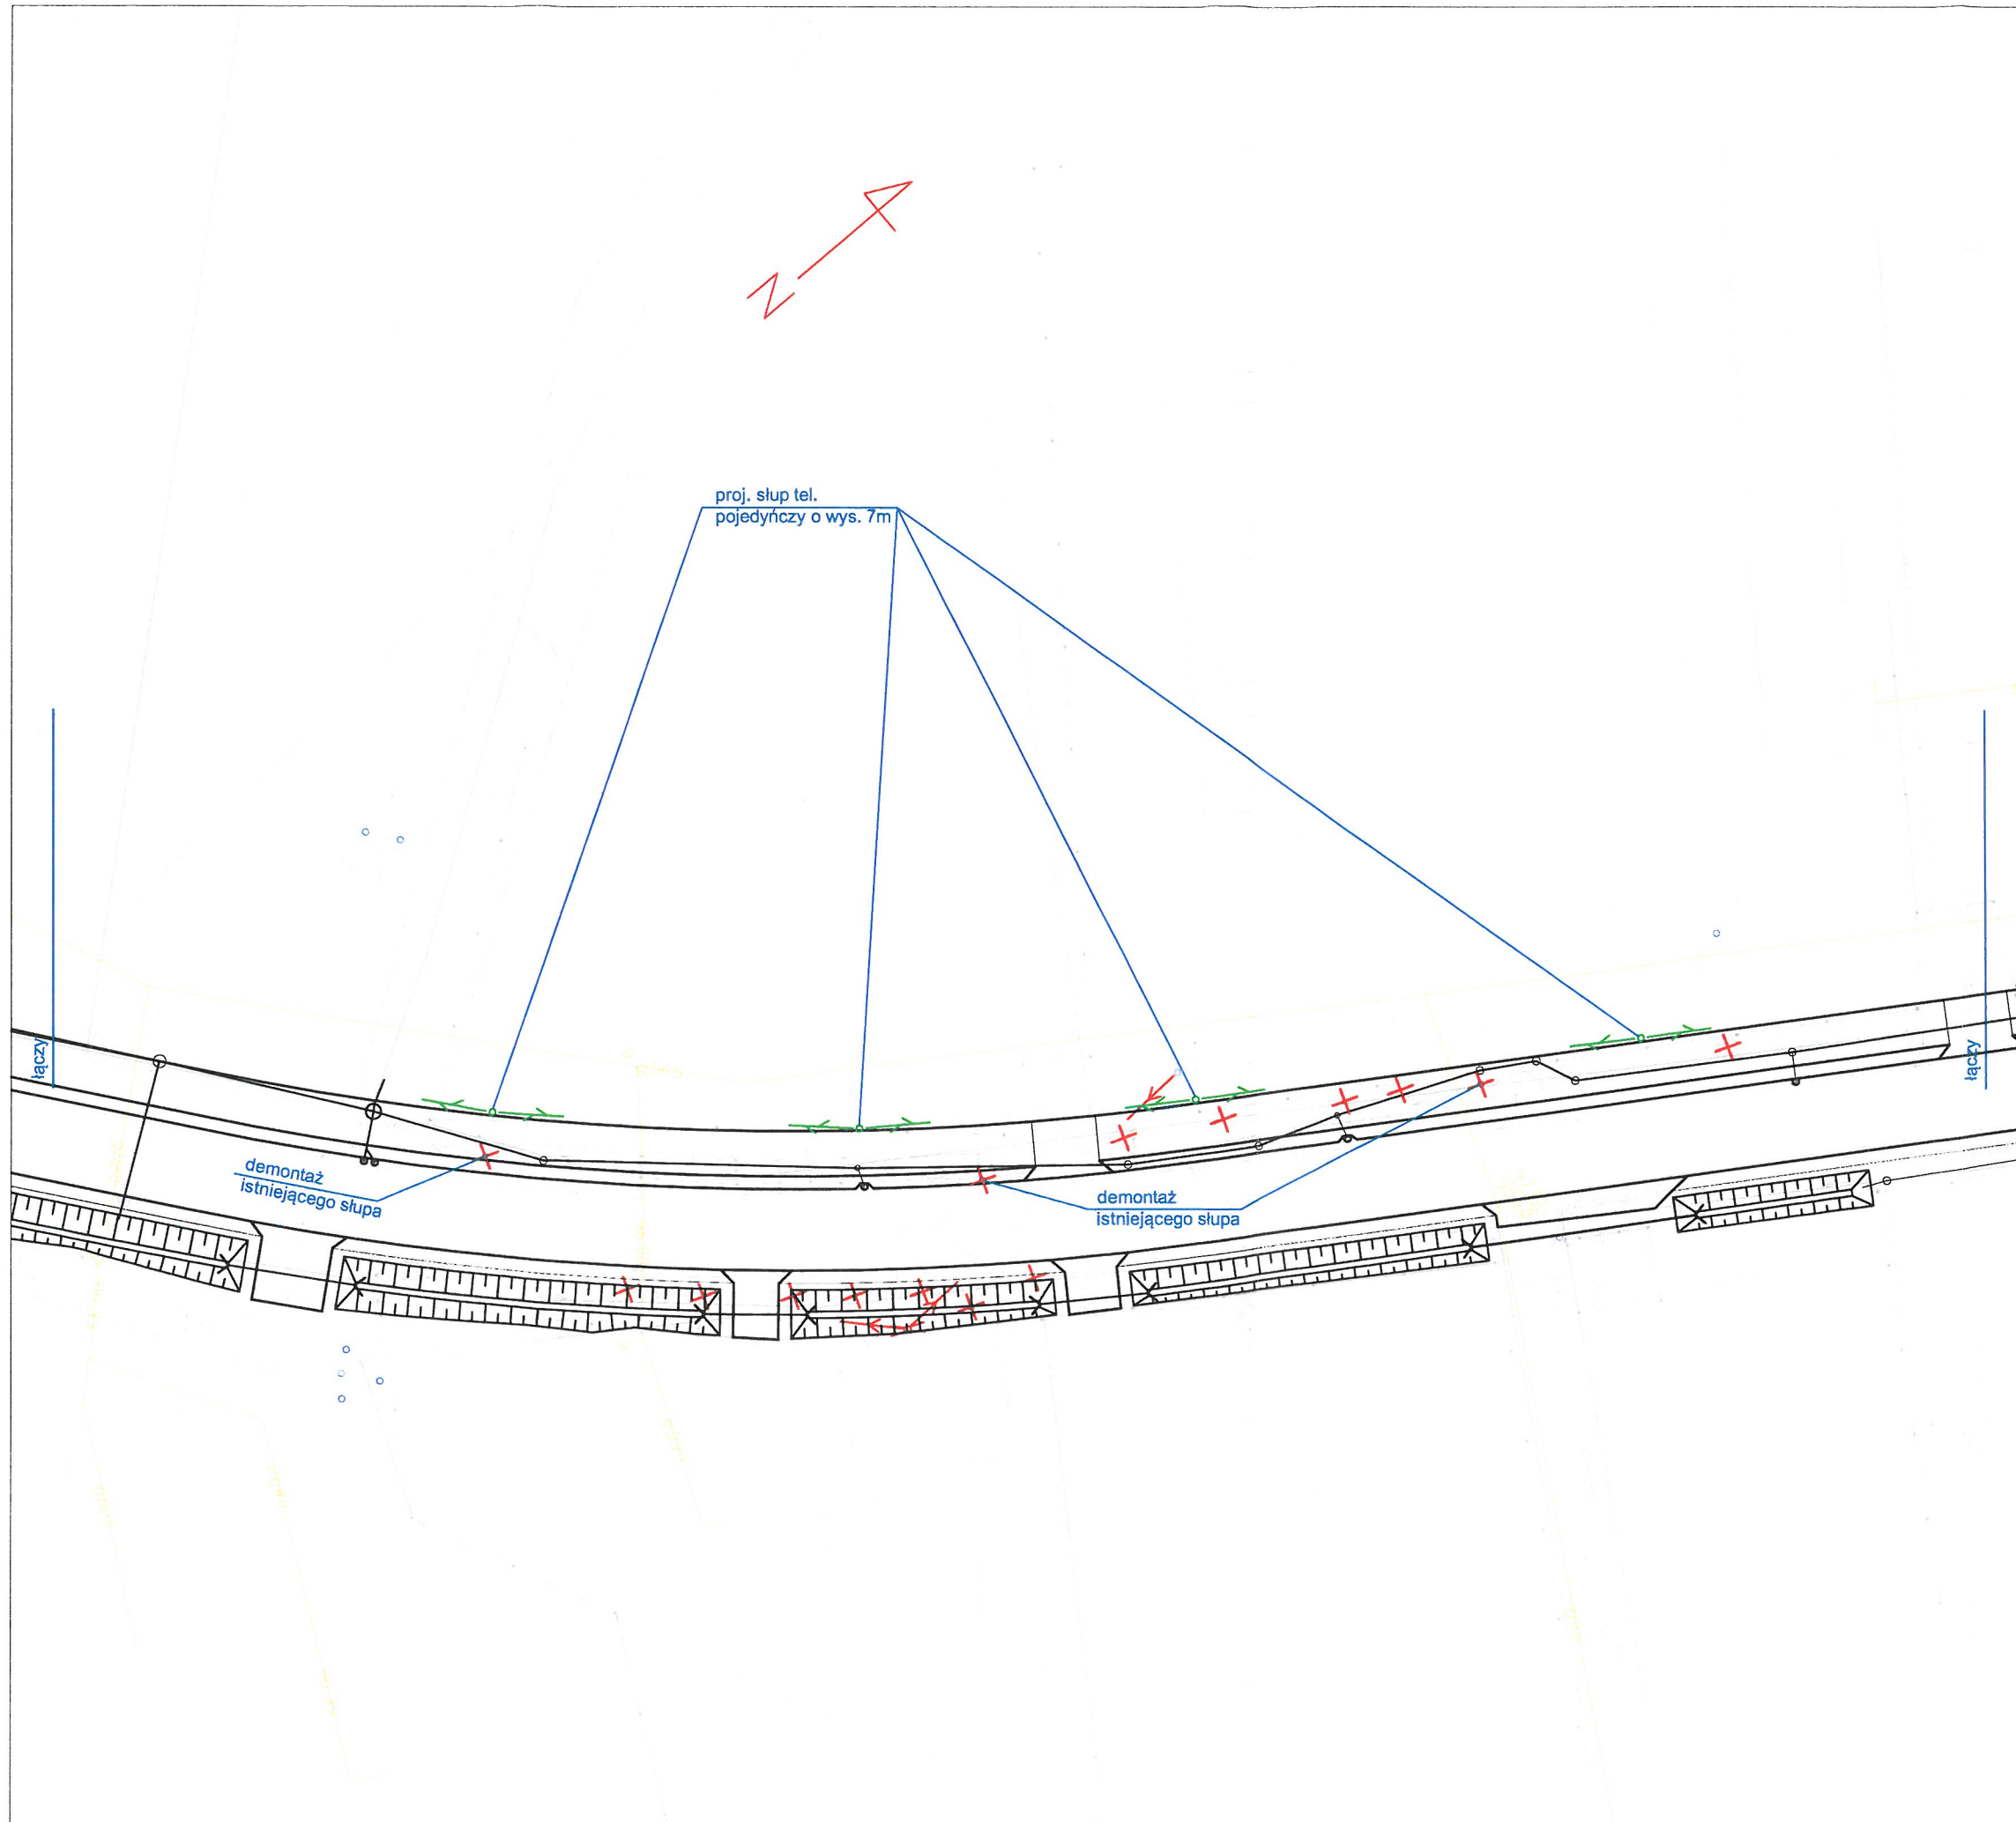 N
proj. słup tel.
pojedyńczy o wys. 7m
łączy
łączy
demontaż
istniejącego słupa
demontaż
istniejącego słupa